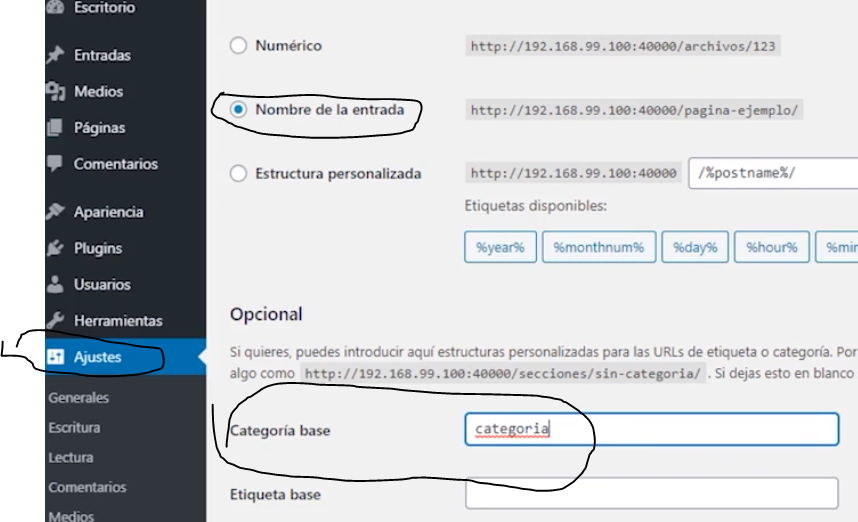 Escritorio
Entradas
Medios
Páginas
Comentarios
Apariencia
Plugins
Usuarios
Herramientas
Ajustes
Generales
Escritura
Lectura
Comentarios
Medios
Numérico http://192.168.99.100:40000/archivos/123
Nombre de la entrada http://192.168.99.100:40000/pagina-ejemplo/
Estructura personalizada http://192.168.99.100:40000 /%postname%/
Etiquetas disponibles:
%year% %monthnum% %day% %hour% %min
Opcional
Si quieres, puedes introducir aquí estructuras personalizadas para las URLs de etiqueta o categoría. Por
algo como http://192.168.99.100:40000/secciones/sin-categoria/ . Si dejas esto en blanco
Categoría base categoria
Etiqueta base